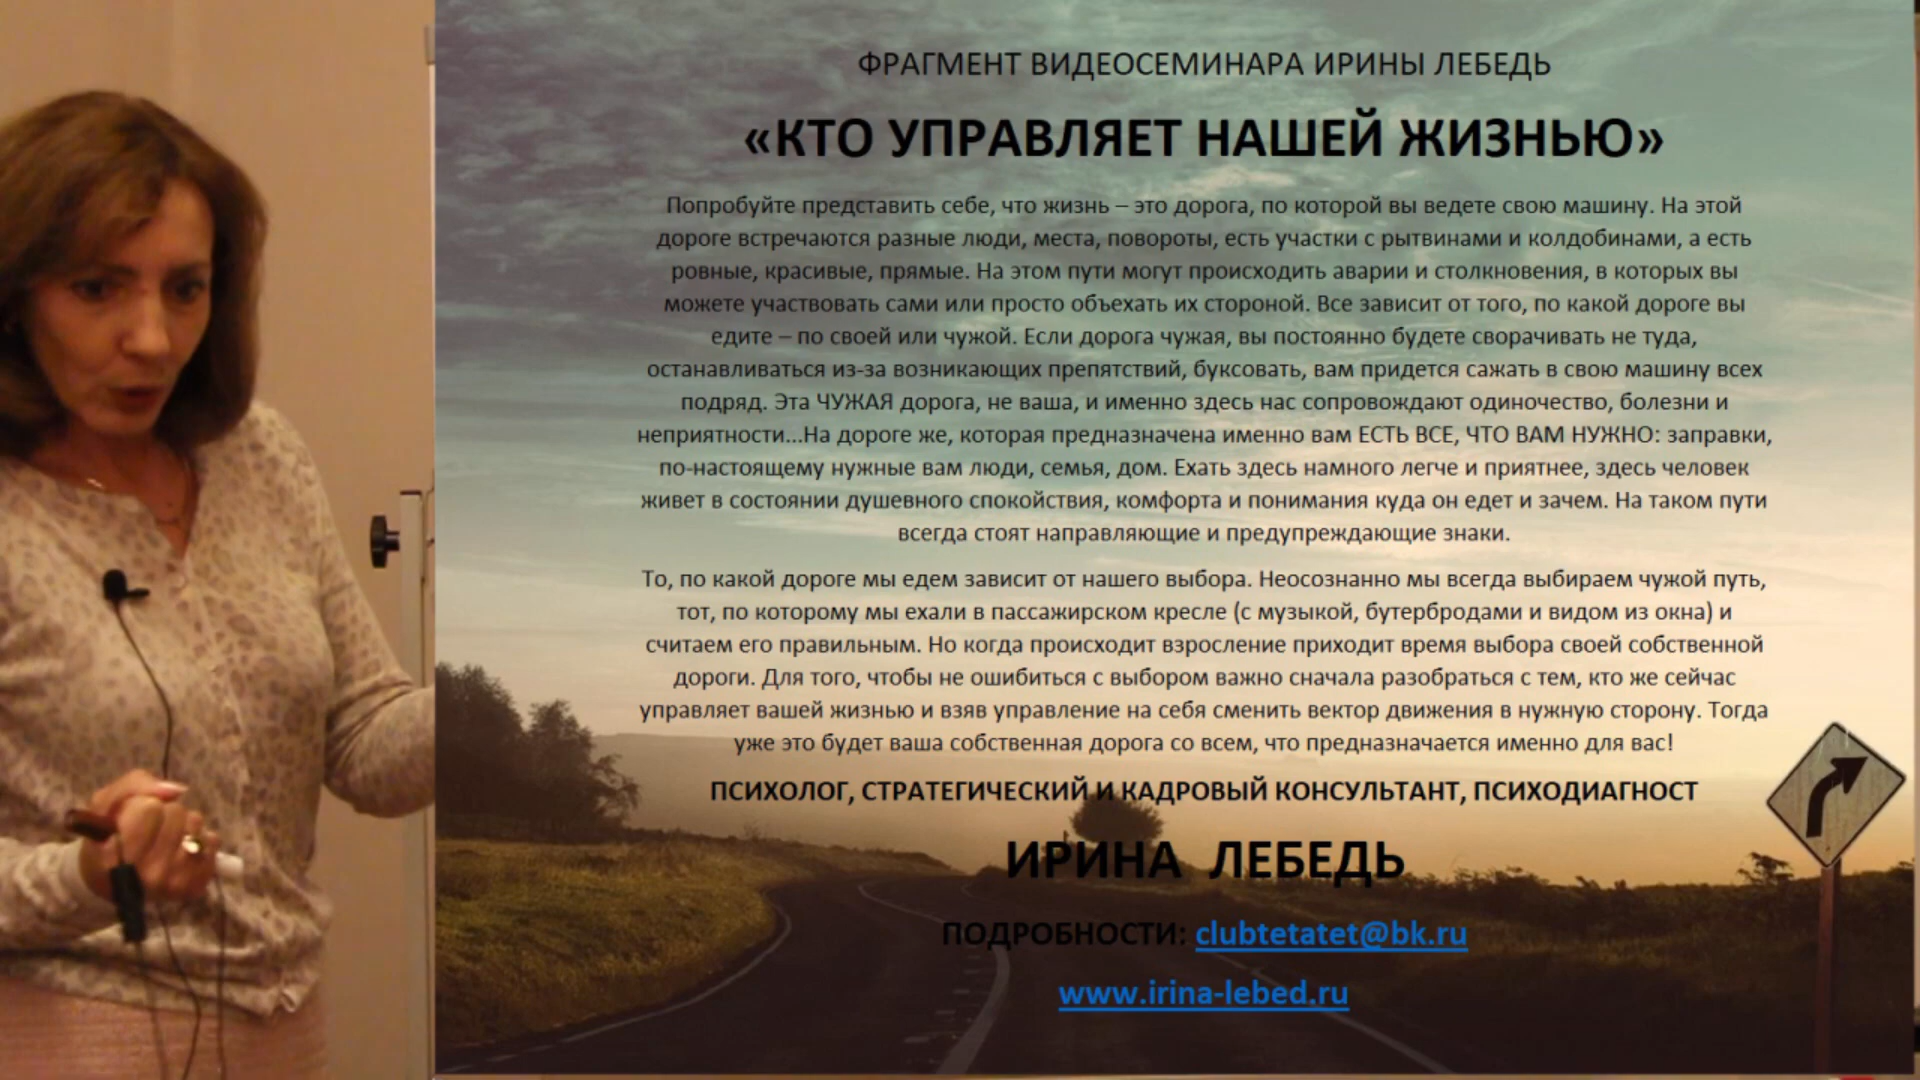 ФРАГМЕНТ ВИДЕОСЕМИНАРА ИРИНЫ ЛЕБЕДЬ
«КТО УПРАВЛЯЕТ НАШЕЙ ЖИЗНЬЮ»
Попробуйте представить себе, что жизнь – это дорога, по которой вы ведете свою машину. На этой
дороге встречаются разные люди, места, повороты, есть участки с рытвинами и колдобинами, а есть
ровные, красивые, прямые. На этом пути могут происходить аварии и столкновения, в которых вы
можете участвовать сами или просто объехать их стороной. Все зависит от того, по какой дороге вы
едите – по своей или чужой. Если дорога чужая, вы постоянно будете сворачивать не туда,
останавливаться из-за возникающих препятствий, буксовать, вам придется сажать в свою машину всех
подряд. Эта ЧУЖАЯ дорога, не ваша, и именно здесь нас сопровождают одиночество, болезни и
неприятности...На дороге же, которая предназначена именно вам ЕСТЬ ВСЕ, ЧТО ВАМ НУЖНО: заправки,
по-настоящему нужные вам люди, семья, дом. Ехать здесь намного легче и приятнее, здесь человек
живет в состоянии душевного спокойствия, комфорта и понимания куда он едет и зачем. На таком пути
всегда стоят направляющие и предупреждающие знаки.
То, по какой дороге мы едем зависит от нашего выбора. Неосознанно мы всегда выбираем чужой путь,
тот, по которому мы ехали в пассажирском кресле (с музыкой, бутербродами и видом из окна) и
считаем его правильным. Но когда происходит взросление приходит время выбора своей собственной
дороги. Для того, чтобы не ошибиться с выбором важно сначала разобраться с тем, кто же сейчас
управляет вашей жизнью и взяв управление на себя сменить вектор движения в нужную сторону. Тогда
уже это будет ваша собственная дорога со всем, что предназначается именно для вас!
ПСИХОЛОГ, СТРАТЕГИЧЕСКИЙ И КАДРОВЫЙ КОНСУЛЬТАНТ, ПСИХОДИАГНОСТ
ИРИНА ЛЕБЕДЬ
ПОДРОБНОСТИ: clubtetatet@bk.ru
www.irina-lebed.ru